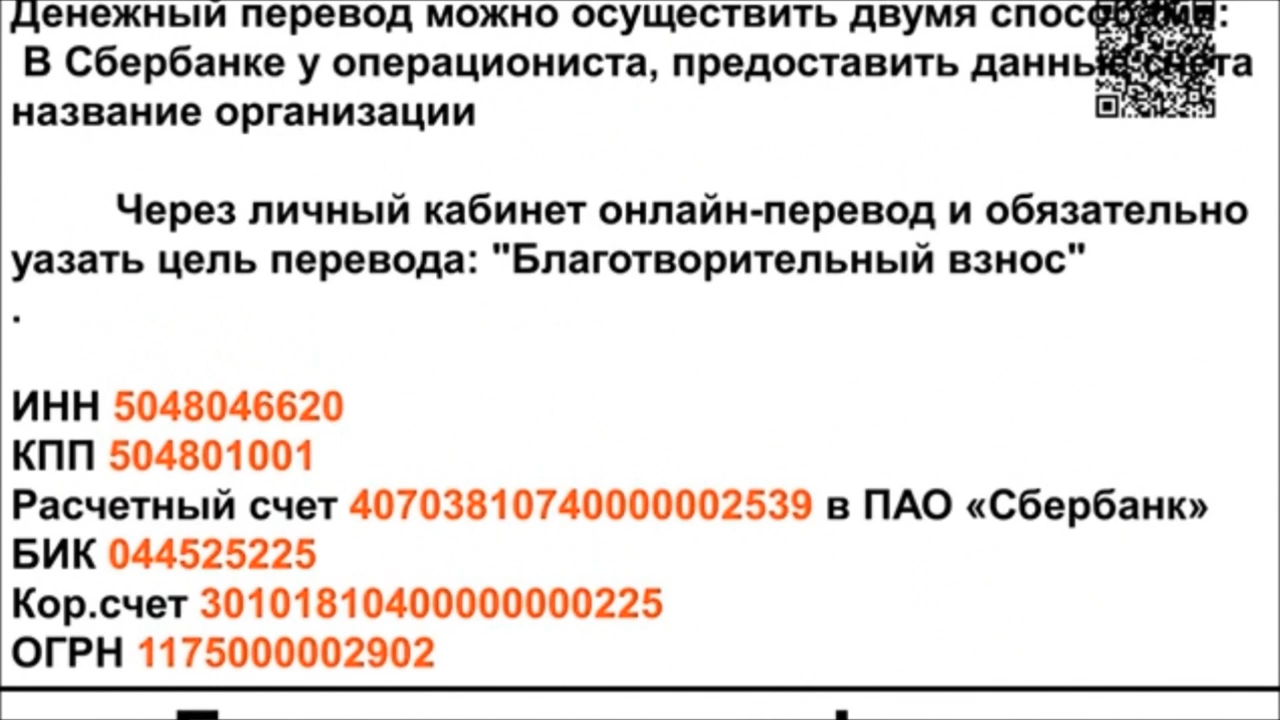 Денежный перевод можно осуществить двумя способами:
В Сбербанке у операциониста, предоставить данные счета
название организации
Через личный кабинет онлайн-перевод и обязательно
уазать цель перевода: "Благотворительный взнос"
.
ИНН 5048046620
КПП 504801001
Расчетный счет 40703810740000002539 в ПАО «Сбербанк»
БИК 044525225
Кор.счет 30101810400000000225
ОГРН 1175000002902